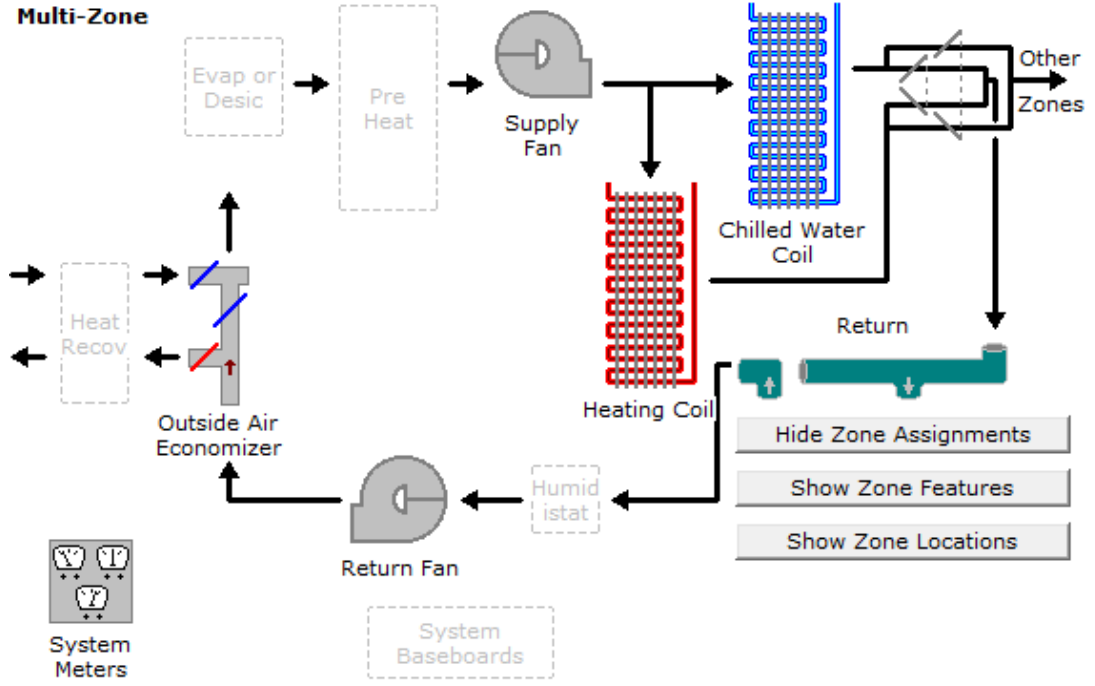 Multi-Zone
Evap or
Desic
Pre
Heat
Supply
Fan
Other
Zones
Chilled Water
Coil
Heat
Recov
Outside Air
Economizer
Heating Coil
Return
Hide Zone Assignments
Show Zone Features
Show Zone Locations
Humid
istat
Return Fan
System
Meters
System
Baseboards